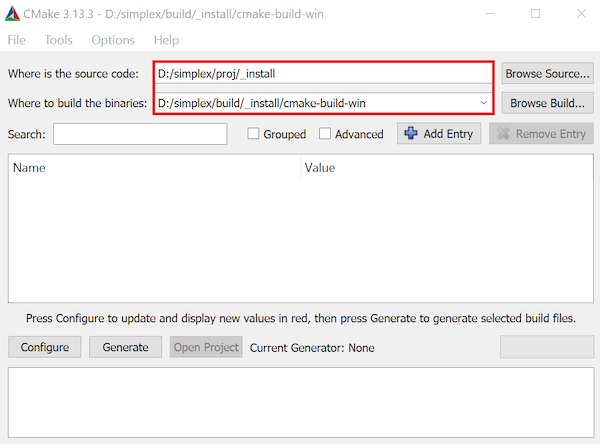 CMake 3.13.3 - D:/simplex/build/_install/cmake-build-win
File Tools Options Help
Where is the source code: D:/simplex/proj/_install Browse Source...
Where to build the binaries: D:/simplex/build/_install/cmake-build-win Browse Build...
Search: Grouped Advanced Add Entry Remove Entry
Name Value
Press Configure to update and display new values in red, then press Generate to generate selected build files.
Configure Generate Open Project Current Generator: None